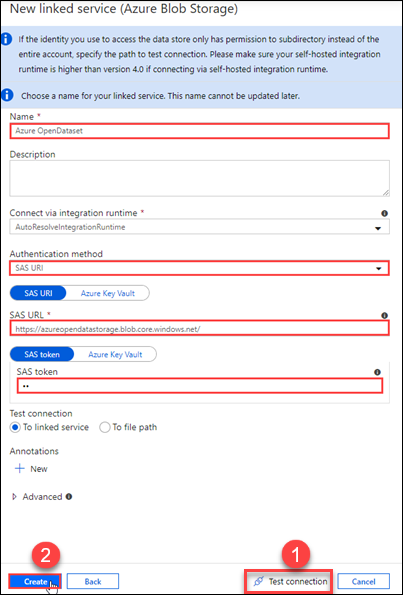 New linked service (Azure Blob Storage)
If the identity you use to access the data store only has permission to subdirectory instead of the
entire account, specify the path to test connection. Please make sure your self-hosted integration
runtime is higher than version 4.0 if connecting via self-hosted integration runtime.
Choose a name for your linked service. This name cannot be updated later.
Name *
Azure OpenDataset
Description
Connect via integration runtime *
AutoResolveIntegrationRuntime
Authentication method
SAS URI
SAS URI Azure Key Vault
SAS URL *
https://azureopendatastorage.blob.core.windows.net/
SAS token Azure Key Vault
SAS token
••
Test connection
To linked service To file path
Annotations
+ New
Advanced
2 1
Create Back Test connection Cancel